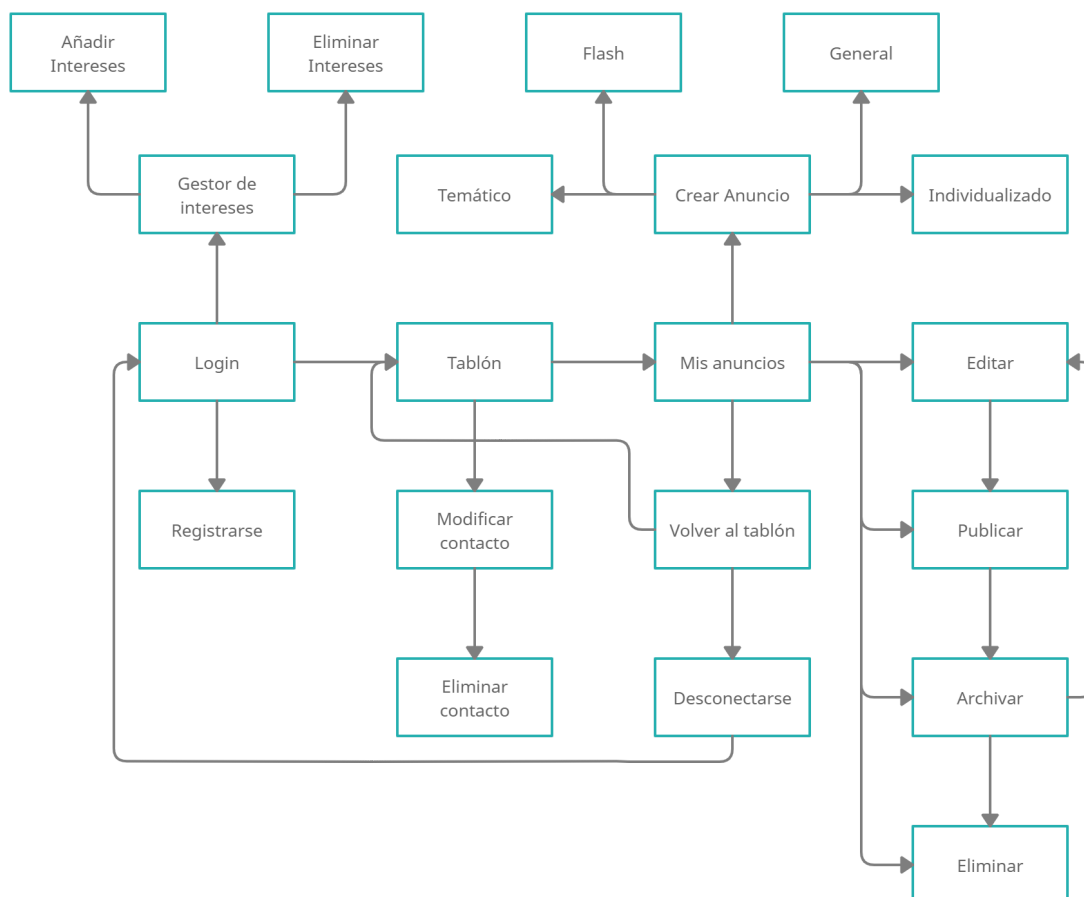 Añadir
Intereses
Eliminar
Intereses
Flash
General
Gestor de
intereses
Temático
Crear Anuncio
Individualizado
Login
Tablón
Mis anuncios
Editar
Registrarse
Modificar
contacto
Volver al tablón
Publicar
Eliminar
contacto
Desconectarse
Archivar
Eliminar